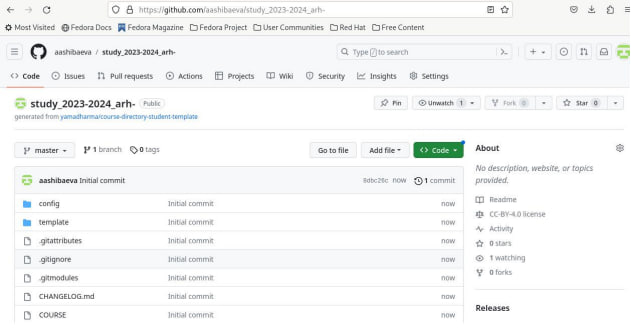 https://github.com/aashibaeva/study_2023-2024_arh-
Most Visited Fedora Docs Fedora Magazine Fedora Project User Communities Red Hat Free Content
aashibaeva / study_2023-2024_arh-
Type / to search
Code Issues Pull requests Actions Projects Wiki Security Insights Settings
study_2023-2024_arh- Public
Pin Unwatch 1 Fork 0 Star 0
generated from yamadharma/course-directory-student-template
master 1 branch 0 tags Go to file Add file Code
About
No description, website, or topics provided.
aashibaeva Initial commit 8dbc26c now 1 commit
config Initial commit now
template Initial commit now
.gitattributes Initial commit now
.gitignore Initial commit now
.gitmodules Initial commit now
CHANGELOG.md Initial commit now
COURSE Initial commit now
Readme
CC-BY-4.0 license
Activity
0 stars
1 watching
0 forks
Releases